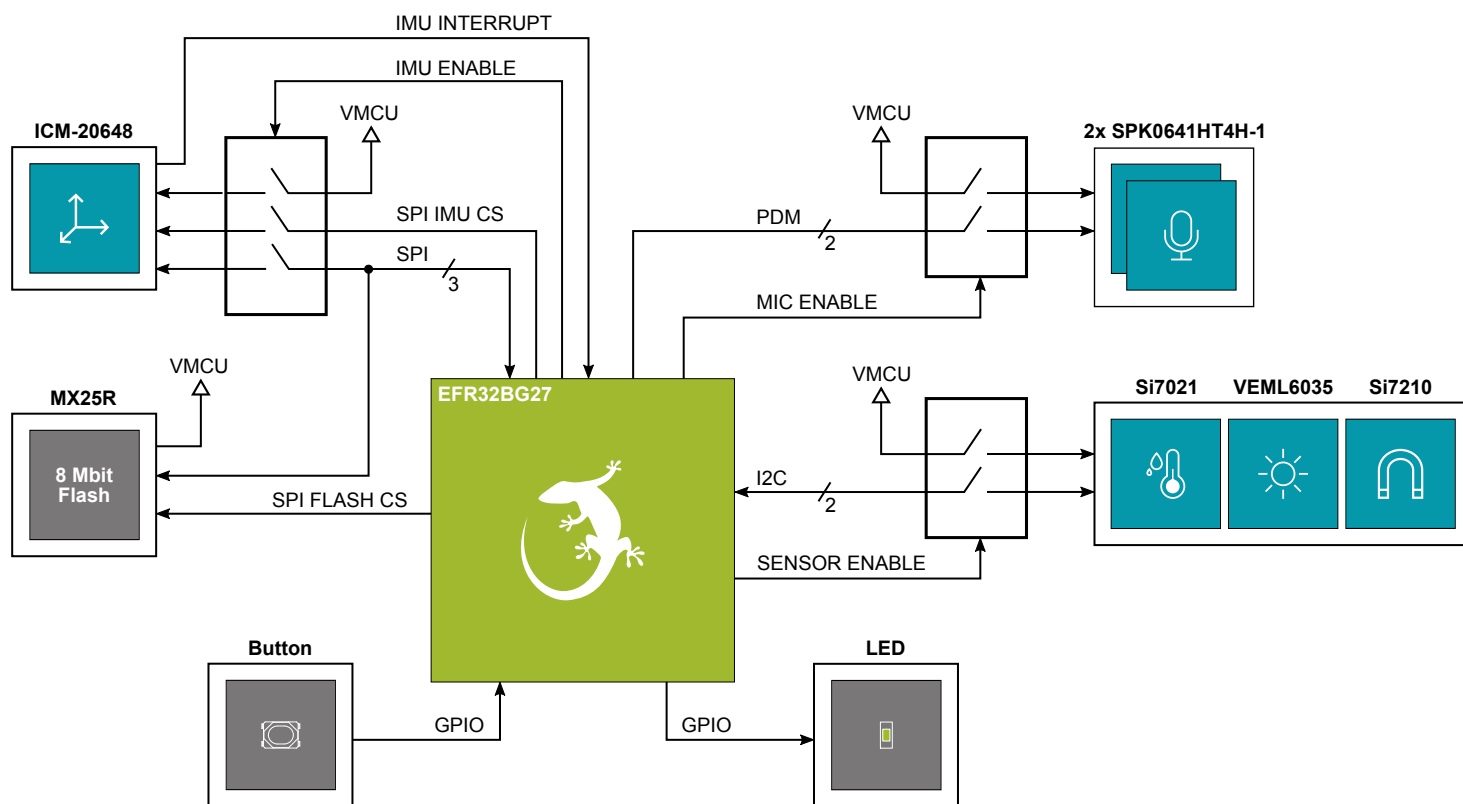 IMU INTERRUPT
IMU ENABLE
ICM-20648
VMCU
SPI IMU CS
SPI
3
VMCU
2x SPK0641HT4H-1
PDM
2
MIC ENABLE
VMCU
MX25R
8 Mbit
Flash
SPI FLASH CS
EFR32BG27
VMCU
Si7021
VEML6035
Si7210
I2C
2
SENSOR ENABLE
Button
GPIO
LED
GPIO